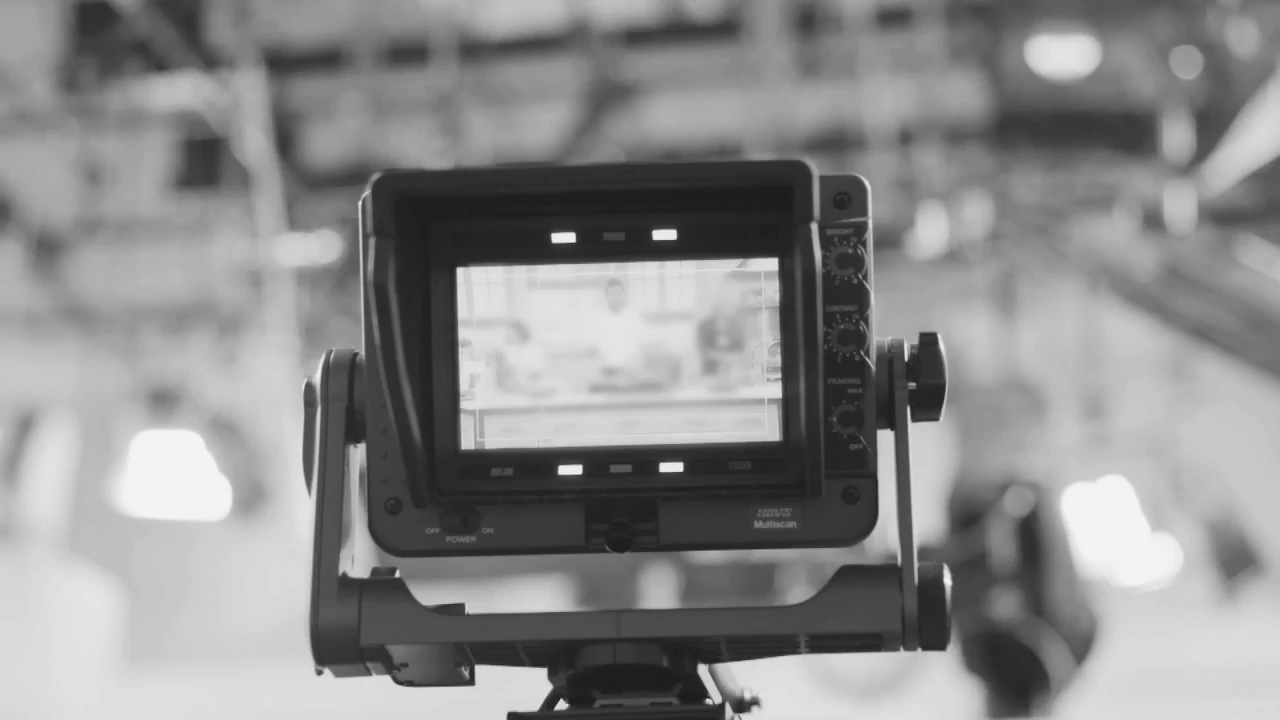 BRIGHT
CONTRAST
PEAKING
MAX
OFF
OFF
ON
POWER
Multiscan